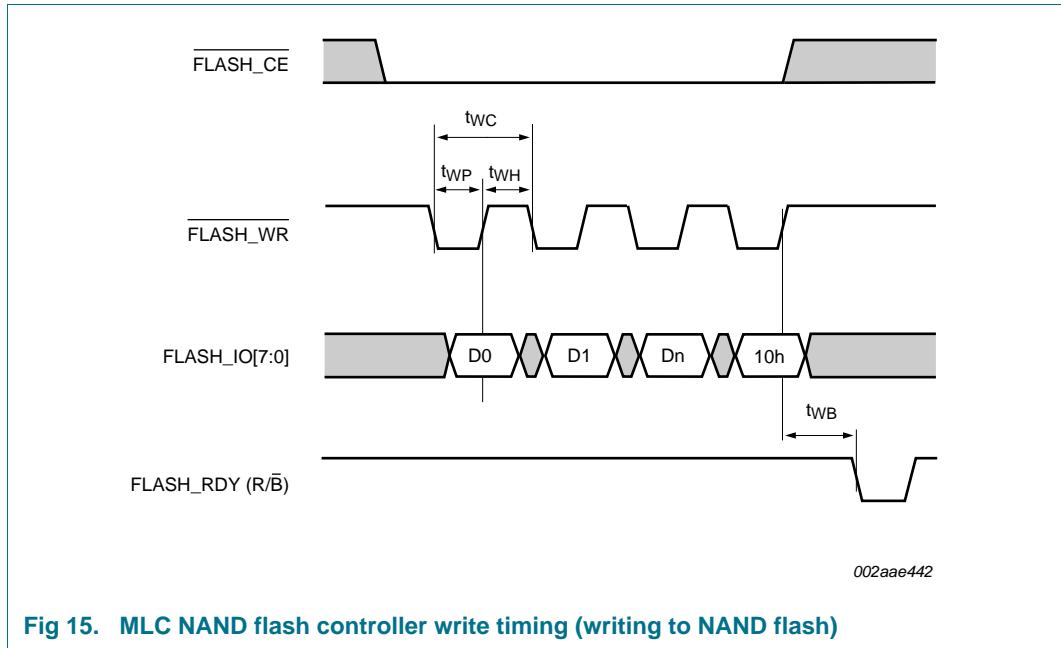 FLASH_CE
tWC
tWP tWH
FLASH_WR
FLASH_IO[7:0] D0 D1 Dn 10h
tWB
FLASH_RDY (R/B̅)
002aae442
Fig 15. MLC NAND flash controller write timing (writing to NAND flash)